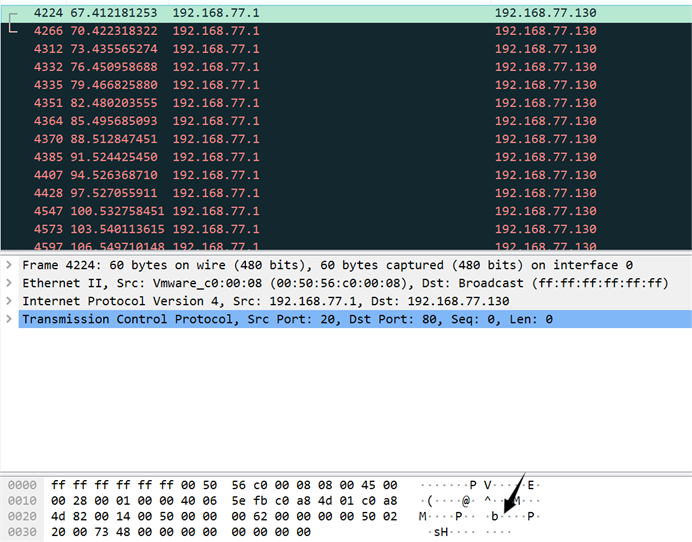 4224 67.412181253 192.168.77.1 192.168.77.130
4266 70.422318322 192.168.77.1 192.168.77.130
4312 73.435565274 192.168.77.1 192.168.77.130
4332 76.450958688 192.168.77.1 192.168.77.130
4335 79.466825880 192.168.77.1 192.168.77.130
4351 82.480203555 192.168.77.1 192.168.77.130
4364 85.495685093 192.168.77.1 192.168.77.130
4370 88.512847451 192.168.77.1 192.168.77.130
4385 91.524425450 192.168.77.1 192.168.77.130
4407 94.526368710 192.168.77.1 192.168.77.130
4428 97.527055911 192.168.77.1 192.168.77.130
4547 100.532758451 192.168.77.1 192.168.77.130
4573 103.540113615 192.168.77.1 192.168.77.130
4597 106.549710148 192.168.77.1 192.168.77.130
Frame 4224: 60 bytes on wire (480 bits), 60 bytes captured (480 bits) on interface 0
Ethernet II, Src: Vmware_c0:00:08 (00:50:56:c0:00:08), Dst: Broadcast (ff:ff:ff:ff:ff:ff)
Internet Protocol Version 4, Src: 192.168.77.1, Dst: 192.168.77.130
Transmission Control Protocol, Src Port: 20, Dst Port: 80, Seq: 0, Len: 0
0000 ff ff ff ff ff ff 00 50 56 c0 00 08 08 00 45 00 ·······P V·····E·
0010 00 28 00 01 00 00 40 06 5e fb c0 a8 4d 01 c0 a8 ·(····@· ^···M···
0020 4d 82 00 14 00 50 00 00 00 62 00 00 00 00 50 02 M····P·· ·b····P·
0030 20 00 73 48 00 00 00 00 00 00 00 00 ·sH····· ····